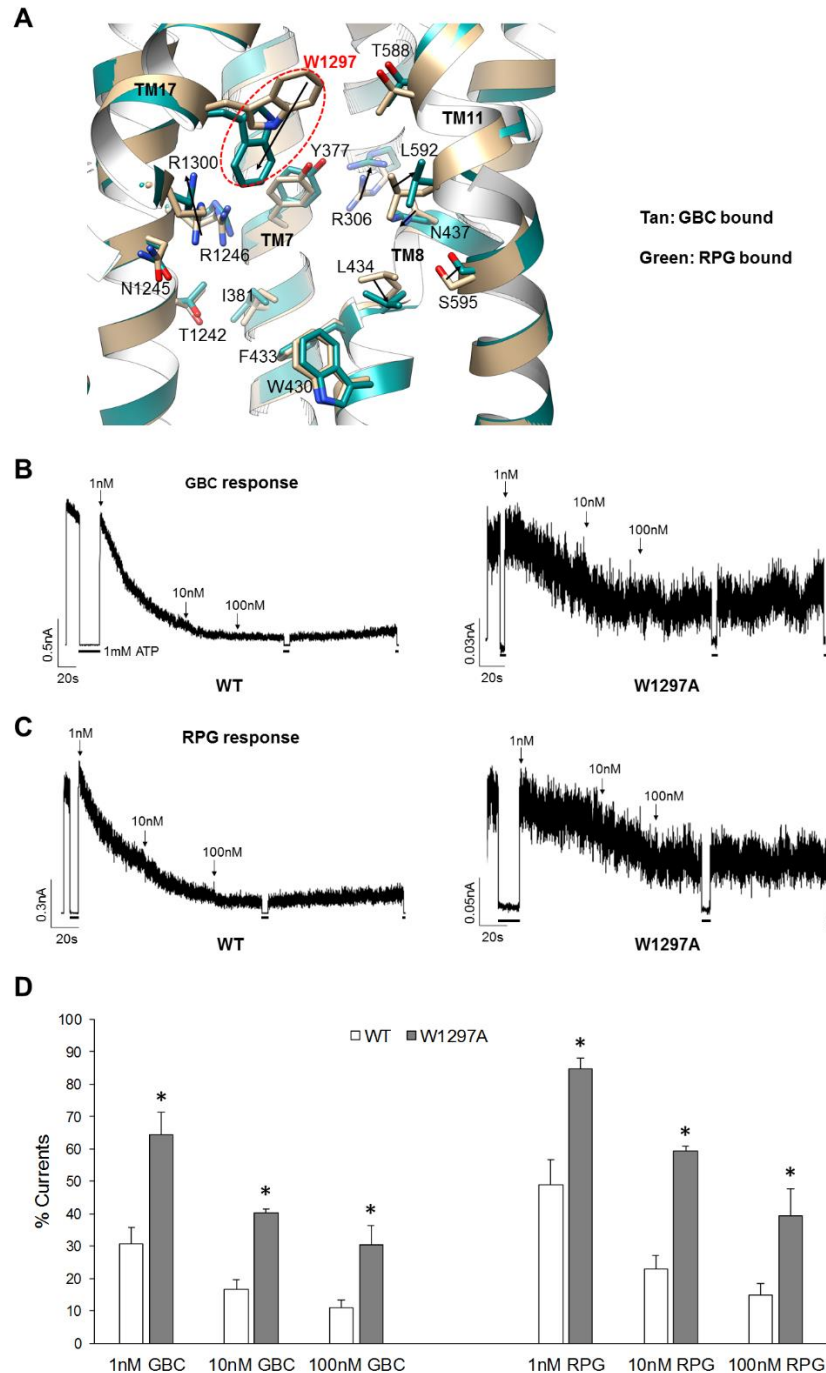 A
W1297
T588
TM17
TM11
R1300
Y377
L592
R306
N437
TM7
TM8
R1246
L434
N1245
I381
S595
T1242
F433
W430
Tan: GBC bound
Green: RPG bound
B
GBC response
1nM
10nM
100nM
0.5nA
1mM ATP
20s
WT
1nM
10nM
100nM
0.03nA
20s
W1297A
C
RPG response
1nM
10nM
100nM
0.3nA
20s
WT
1nM
10nM
100nM
0.05nA
20s
W1297A
D
% Currents
100
90
80
70
60
50
40
30
20
10
0
WT W1297A
* * * * * *
1nM GBC 10nM GBC 100nM GBC 1nM RPG 10nM RPG 100nM RPG